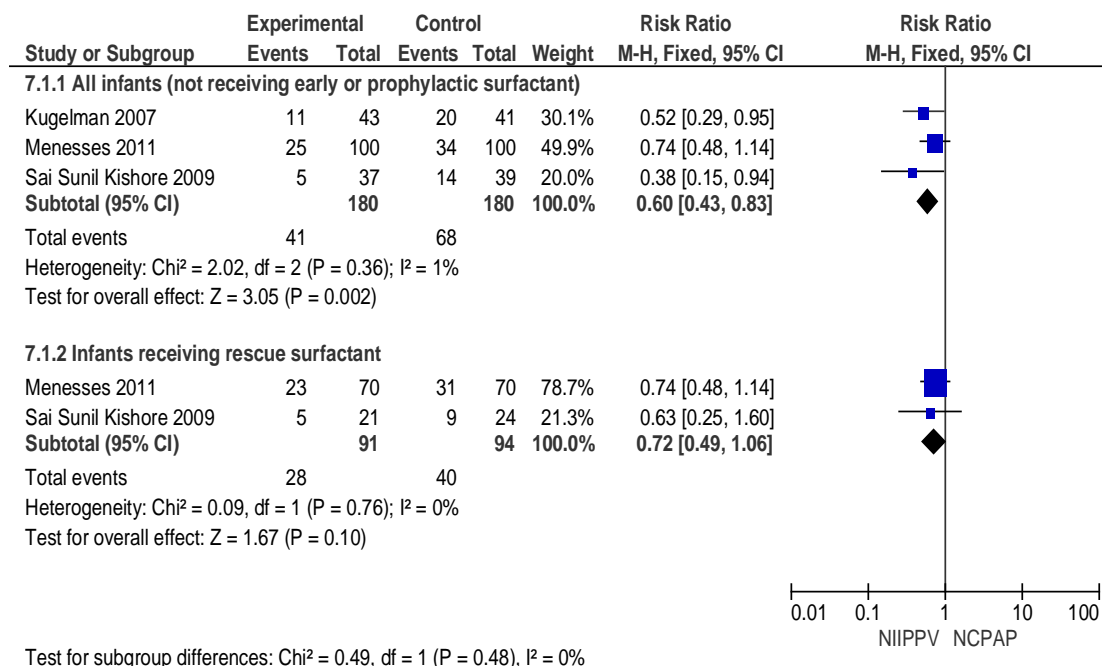 Experimental Control Risk Ratio Risk Ratio
Study or Subgroup Events Total Events Total Weight M-H, Fixed, 95% CI M-H, Fixed, 95% CI
7.1.1 All infants (not receiving early or prophylactic surfactant)
Kugelman 2007 11 43 20 41 30.1% 0.52 [0.29, 0.95]
Menesses 2011 25 100 34 100 49.9% 0.74 [0.48, 1.14]
Sai Sunil Kishore 2009 5 37 14 39 20.0% 0.38 [0.15, 0.94]
Subtotal (95% CI) 180 180 100.0% 0.60 [0.43, 0.83]
Total events 41 68
Heterogeneity: Chi² = 2.02, df = 2 (P = 0.36); I² = 1%
Test for overall effect: Z = 3.05 (P = 0.002)
7.1.2 Infants receiving rescue surfactant
Menesses 2011 23 70 31 70 78.7% 0.74 [0.48, 1.14]
Sai Sunil Kishore 2009 5 21 9 24 21.3% 0.63 [0.25, 1.60]
Subtotal (95% CI) 91 94 100.0% 0.72 [0.49, 1.06]
Total events 28 40
Heterogeneity: Chi² = 0.09, df = 1 (P = 0.76); I² = 0%
Test for overall effect: Z = 1.67 (P = 0.10)
0.01 0.1 1 10 100
NIIPPV NCPAP
Test for subgroup differences: Chi² = 0.49, df = 1 (P = 0.48), I² = 0%